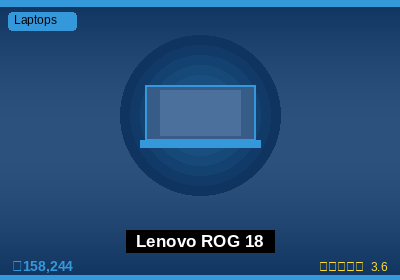 Laptops
Lenovo ROG 18
□158,244
□□□□□ 3.6